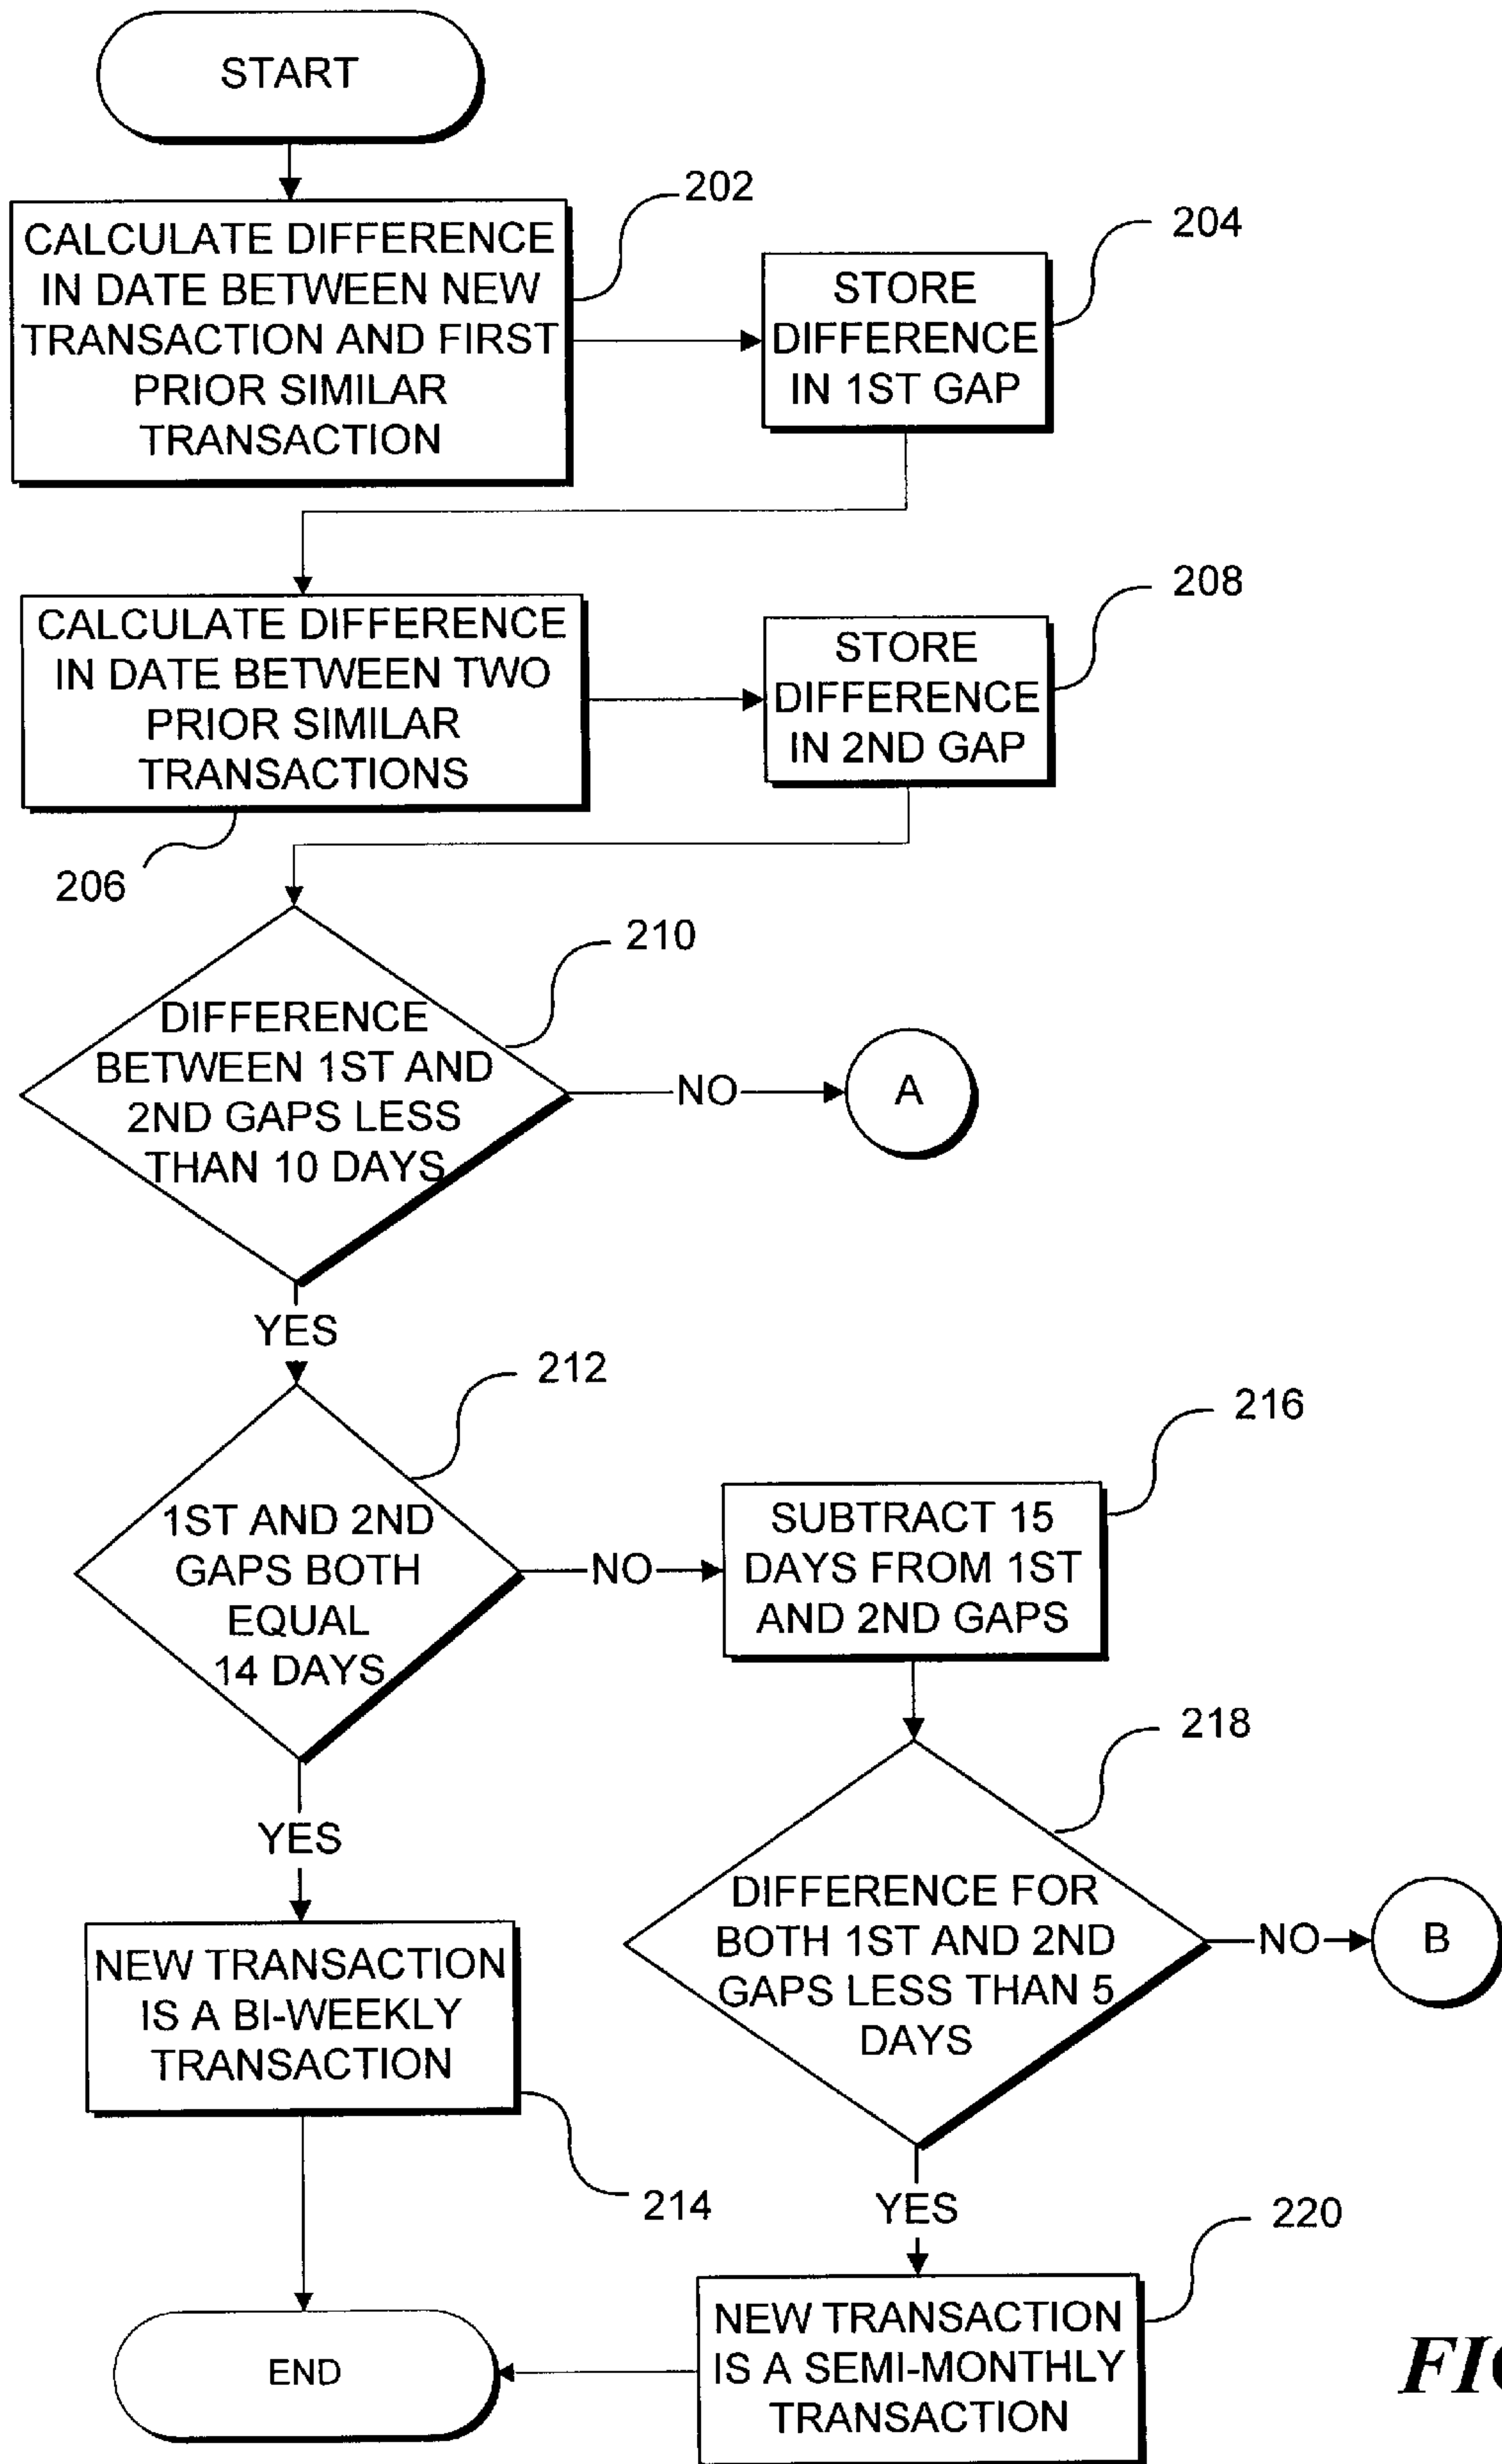 START
202
CALCULATE DIFFERENCE
IN DATE BETWEEN NEW
TRANSACTION AND FIRST
PRIOR SIMILAR
TRANSACTION
204
STORE
DIFFERENCE
IN 1ST GAP
CALCULATE DIFFERENCE
IN DATE BETWEEN TWO
PRIOR SIMILAR
TRANSACTIONS
206
208
STORE
DIFFERENCE
IN 2ND GAP
210
DIFFERENCE
BETWEEN 1ST AND
2ND GAPS LESS
THAN 10 DAYS
NO
A
YES
212
1ST AND 2ND
GAPS BOTH
EQUAL
14 DAYS
NO
216
SUBTRACT 15
DAYS FROM 1ST
AND 2ND GAPS
218
DIFFERENCE FOR
BOTH 1ST AND 2ND
GAPS LESS THAN 5
DAYS
NO
B
YES
NEW TRANSACTION
IS A BI-WEEKLY
TRANSACTION
214
YES
220
NEW TRANSACTION
IS A SEMI-MONTHLY
TRANSACTION
END